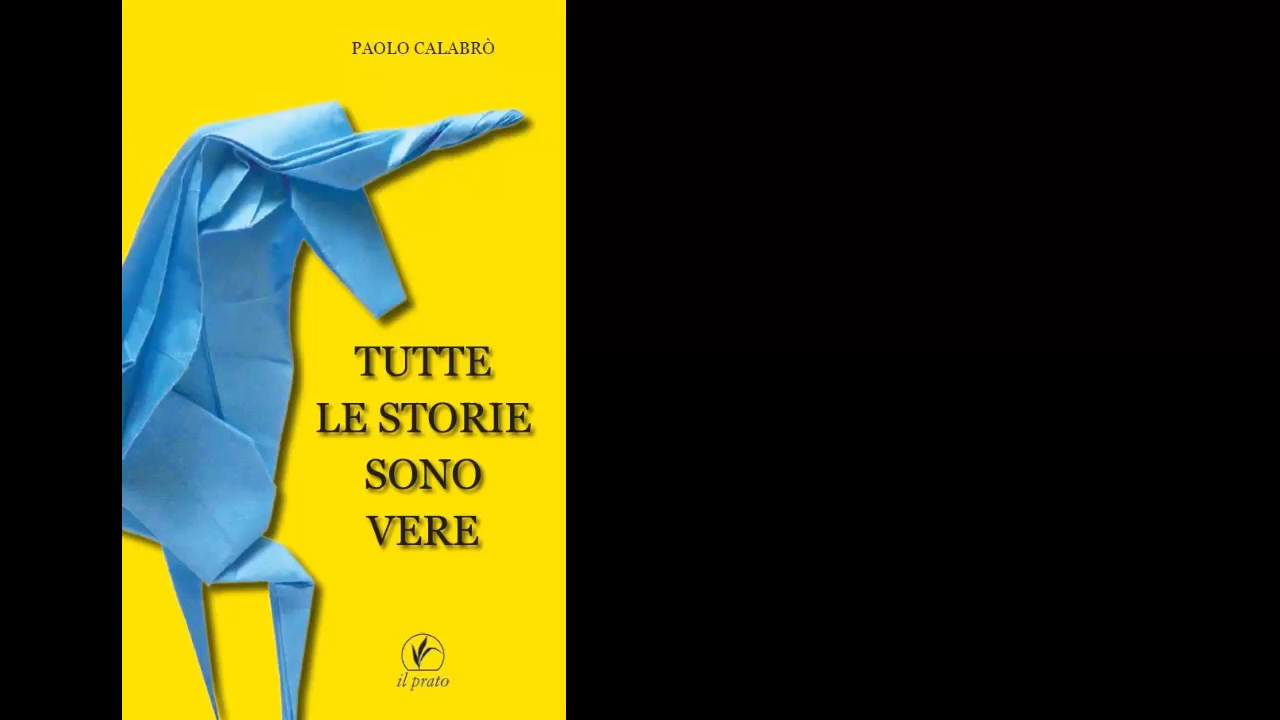 PAOLO CALABRÒ
TUTTE
LE STORIE
SONO
VERE
il prato